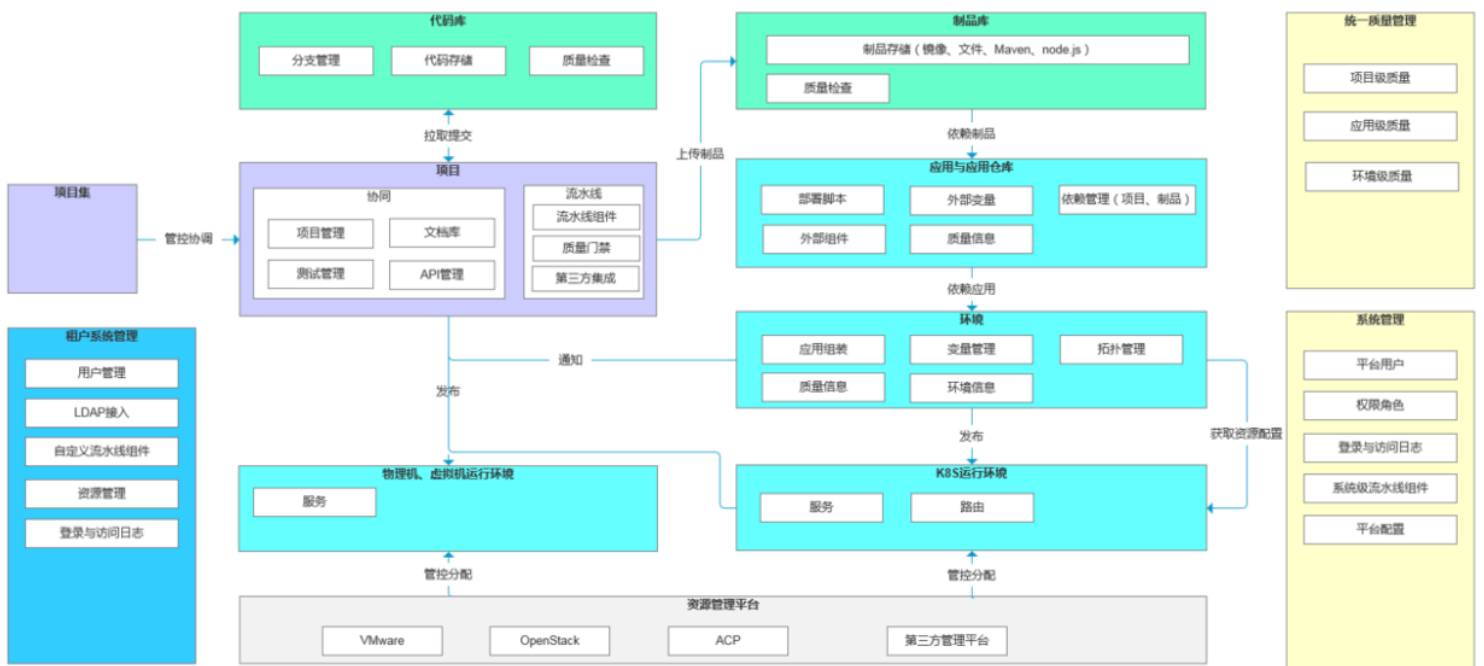 代码库
分支管理
代码存储
质量检查
制品库
制品存储（镜像、文件、Maven、node.js）
质量检查
统一质量管理
项目级质量
应用级质量
环境级质量
拉取提交
上传制品
依赖制品
项目集
管控协调
项目
协同
项目管理
文档库
测试管理
API管理
流水线
流水线组件
质量门禁
第三方集成
应用与应用仓库
部署脚本
外部变量
依赖管理（项目、制品）
外部组件
质量信息
依赖应用
租户系统管理
用户管理
LDAP接入
自定义流水线组件
资源管理
登录与访问日志
通知
发布
环境
应用组装
变量管理
拓扑管理
质量信息
环境信息
发布
获取资源配置
系统管理
平台用户
权限角色
登录与访问日志
系统级流水线组件
平台配置
物理机、虚拟机运行环境
服务
K8S运行环境
服务
路由
管控分配
管控分配
资源管理平台
VMware
OpenStack
ACP
第三方管理平台